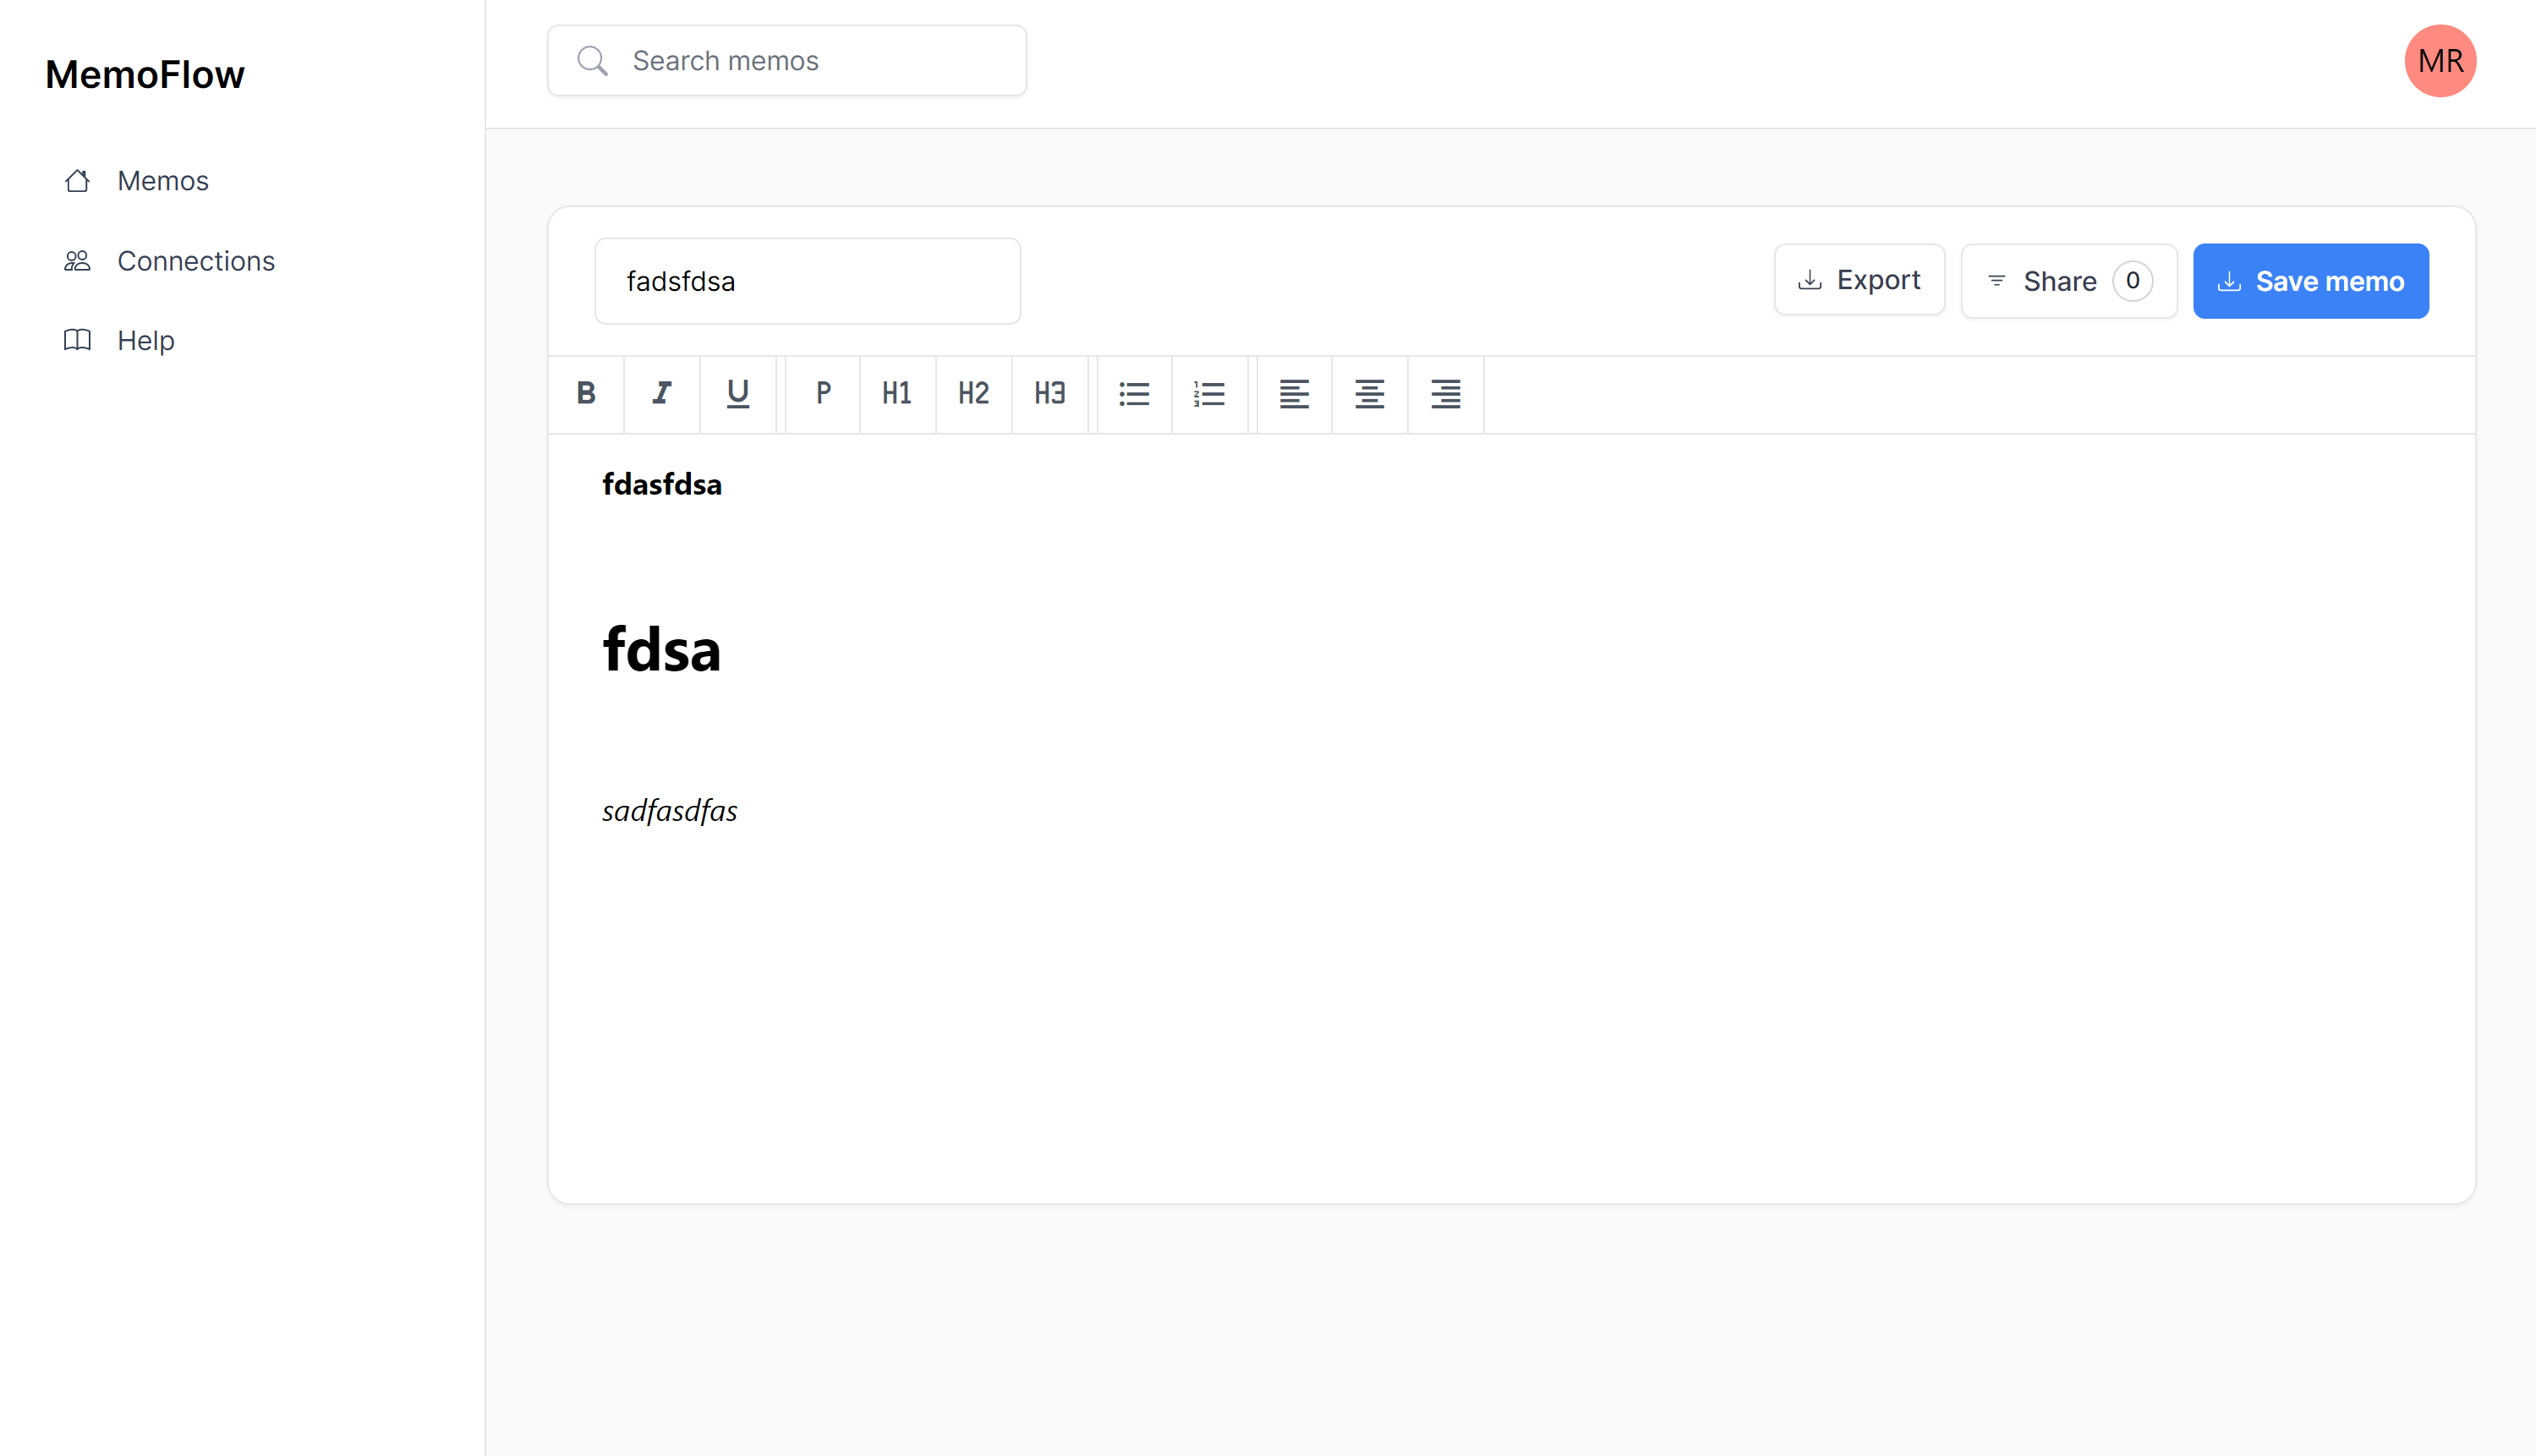 MemoFlow
Search memos
MR
Memos
Connections
Help
fadsfdsa
Export
Share 0
Save memo
B I U P H1 H2 H3
fdasfdsa
fdsa
sadfasdfas